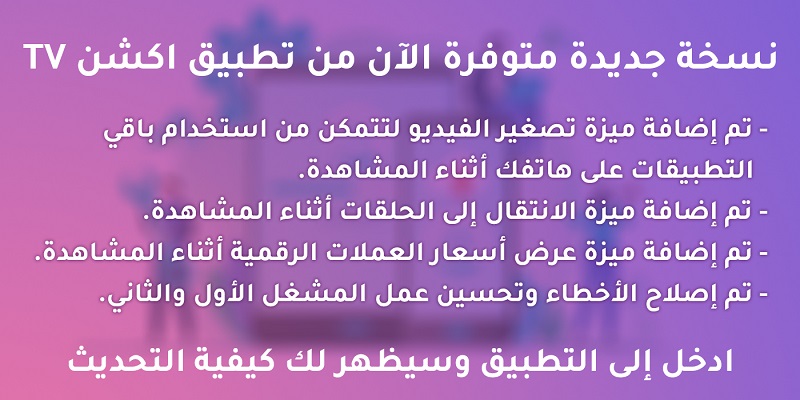 نسخة جديدة متوفرة الآن من تطبيق اكشن TV
- تم إضافة ميزة تصغير الفيديو لتتمكن من استخدام باقي
التطبيقات على هاتفك أثناء المشاهدة.
- تم إضافة ميزة الانتقال إلى الحلقات أثناء المشاهدة.
- تم إضافة ميزة عرض أسعار العملات الرقمية أثناء المشاهدة.
- تم إصلاح الأخطاء وتحسين عمل المشغل الأول والثاني.
ادخل إلى التطبيق وسيظهر لك كيفية التحديث